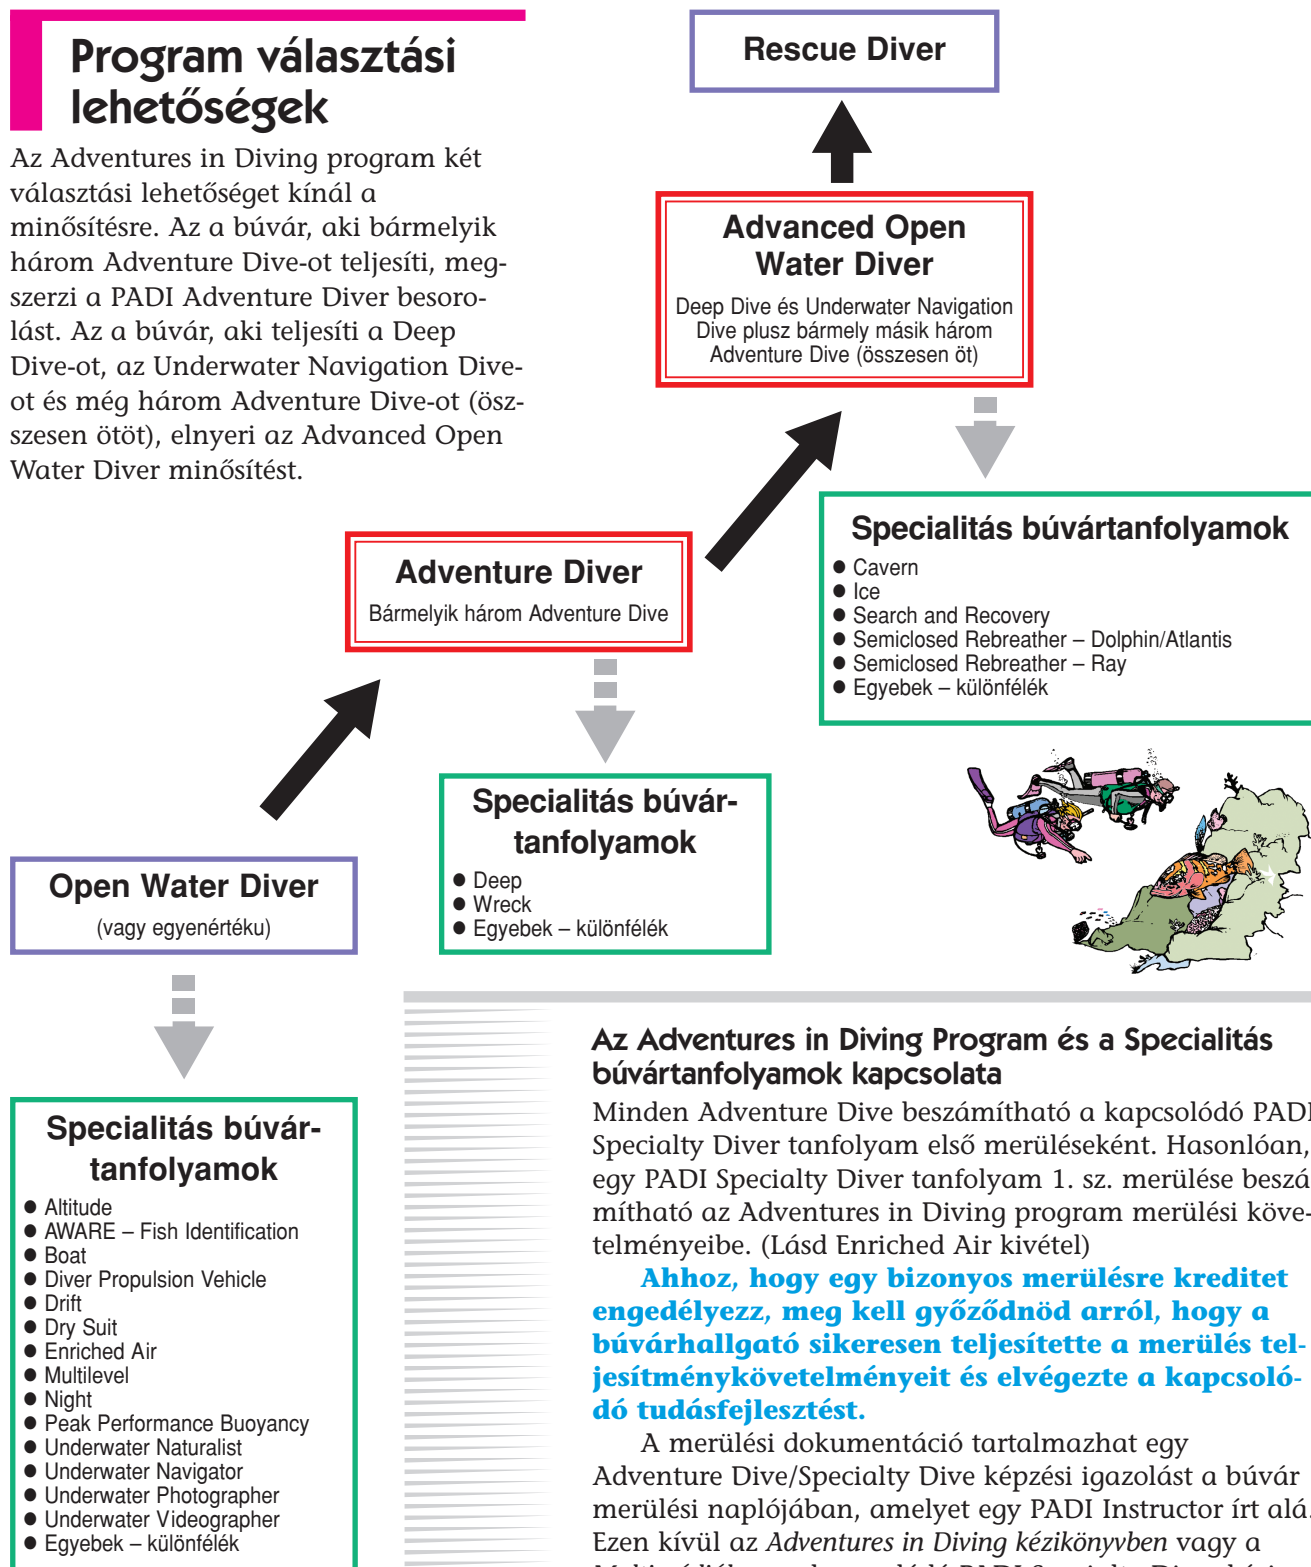 Program választási
lehetőségek
Az Adventures in Diving program két
választási lehetőséget kínál a
minősítésre. Az a búvár, aki bármelyik
három Adventure Dive-ot teljesíti, meg-
szerzi a PADI Adventure Diver besoro-
lást. Az a búvár, aki teljesíti a Deep
Dive-ot, az Underwater Navigation Dive-
ot és még három Adventure Dive-ot (ösz-
szesen ötöt), elnyeri az Advanced Open
Water Diver minősítést.
Rescue Diver
Advanced Open
Water Diver
Deep Dive és Underwater Navigation
Dive plusz bármely másik három
Adventure Dive (összesen öt)
Specialitás búvártanfolyamok
● Cavern
● Ice
● Search and Recovery
● Semiclosed Rebreather – Dolphin/Atlantis
● Semiclosed Rebreather – Ray
● Egyebek – különfélék
Adventure Diver
Bármelyik három Adventure Dive
Specialitás búvár-
tanfolyamok
● Deep
● Wreck
● Egyebek – különfélék
Open Water Diver
(vagy egyenértéku)
Specialitás búvár-
tanfolyamok
● Altitude
● AWARE – Fish Identification
● Boat
● Diver Propulsion Vehicle
● Drift
● Dry Suit
● Enriched Air
● Multilevel
● Night
● Peak Performance Buoyancy
● Underwater Naturalist
● Underwater Navigator
● Underwater Photographer
● Underwater Videographer
● Egyebek – különfélék
Az Adventures in Diving Program és a Specialitás
búvártanfolyamok kapcsolata
Minden Adventure Dive beszámítható a kapcsolódó PADI
Specialty Diver tanfolyam első merüléseként. Hasonlóan,
egy PADI Specialty Diver tanfolyam 1. sz. merülése beszá-
mítható az Adventures in Diving program merülési köve-
telményeibe. (Lásd Enriched Air kivétel)
Ahhoz, hogy egy bizonyos merülésre kreditet
engedélyezz, meg kell győződnöd arról, hogy a
búvárhallgató sikeresen teljesítette a merülés tel-
jesítménykövetelményeit és elvégezte a kapcsoló-
dó tudásfejlesztést.
A merülési dokumentáció tartalmazhat egy
Adventure Dive/Specialty Dive képzési igazolást a búvár
merülési naplójában, amelyet egy PADI Instructor írt alá.
Ezen kívül az Adventures in Diving kézikönyvben vagy a